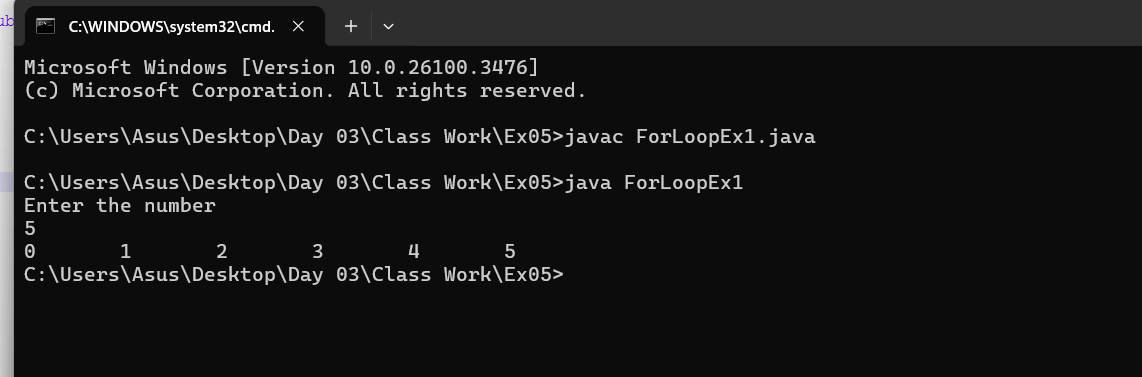 ub
C:\WINDOWS\system32\cmd.
Microsoft Windows [Version 10.0.26100.3476]
(c) Microsoft Corporation. All rights reserved.
C:\Users\Asus\Desktop\Day 03\Class Work\Ex05>javac ForLoopEx1.java
C:\Users\Asus\Desktop\Day 03\Class Work\Ex05>java ForLoopEx1
Enter the number
5
0       1       2       3       4       5
C:\Users\Asus\Desktop\Day 03\Class Work\Ex05>